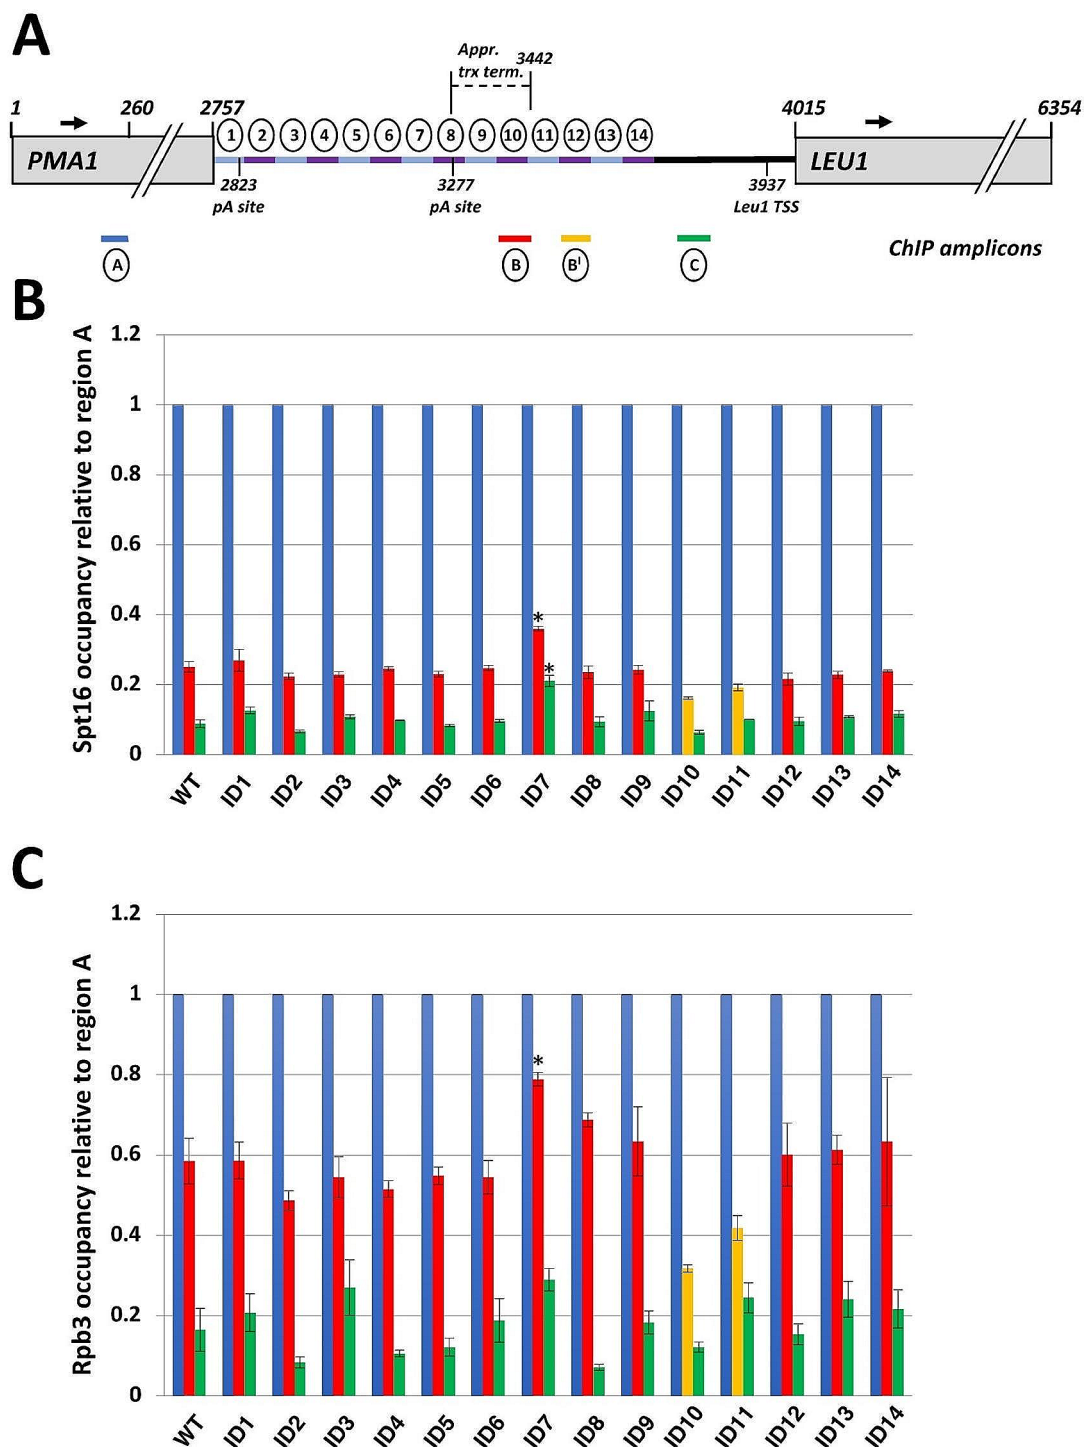 A
Appr.
3442
trx term.
1
260
2757
4015
6354
1 2 3 4 5 6 7 8 9 10 11 12 13 14
PMA1
LEU1
2823
3277
3937
pA site
pA site
Leu1 TSS
A
B
B^I
C
ChIP amplicons
B
Spt16 occupancy relative to region A
1.2
1
0.8
0.6
0.4
0.2
0
*
*
WT ID1 ID2 ID3 ID4 ID5 ID6 ID7 ID8 ID9 ID10 ID11 ID12 ID13 ID14
C
Rpb3 occupancy relative to region A
1.2
1
0.8
0.6
0.4
0.2
0
*
WT ID1 ID2 ID3 ID4 ID5 ID6 ID7 ID8 ID9 ID10 ID11 ID12 ID13 ID14